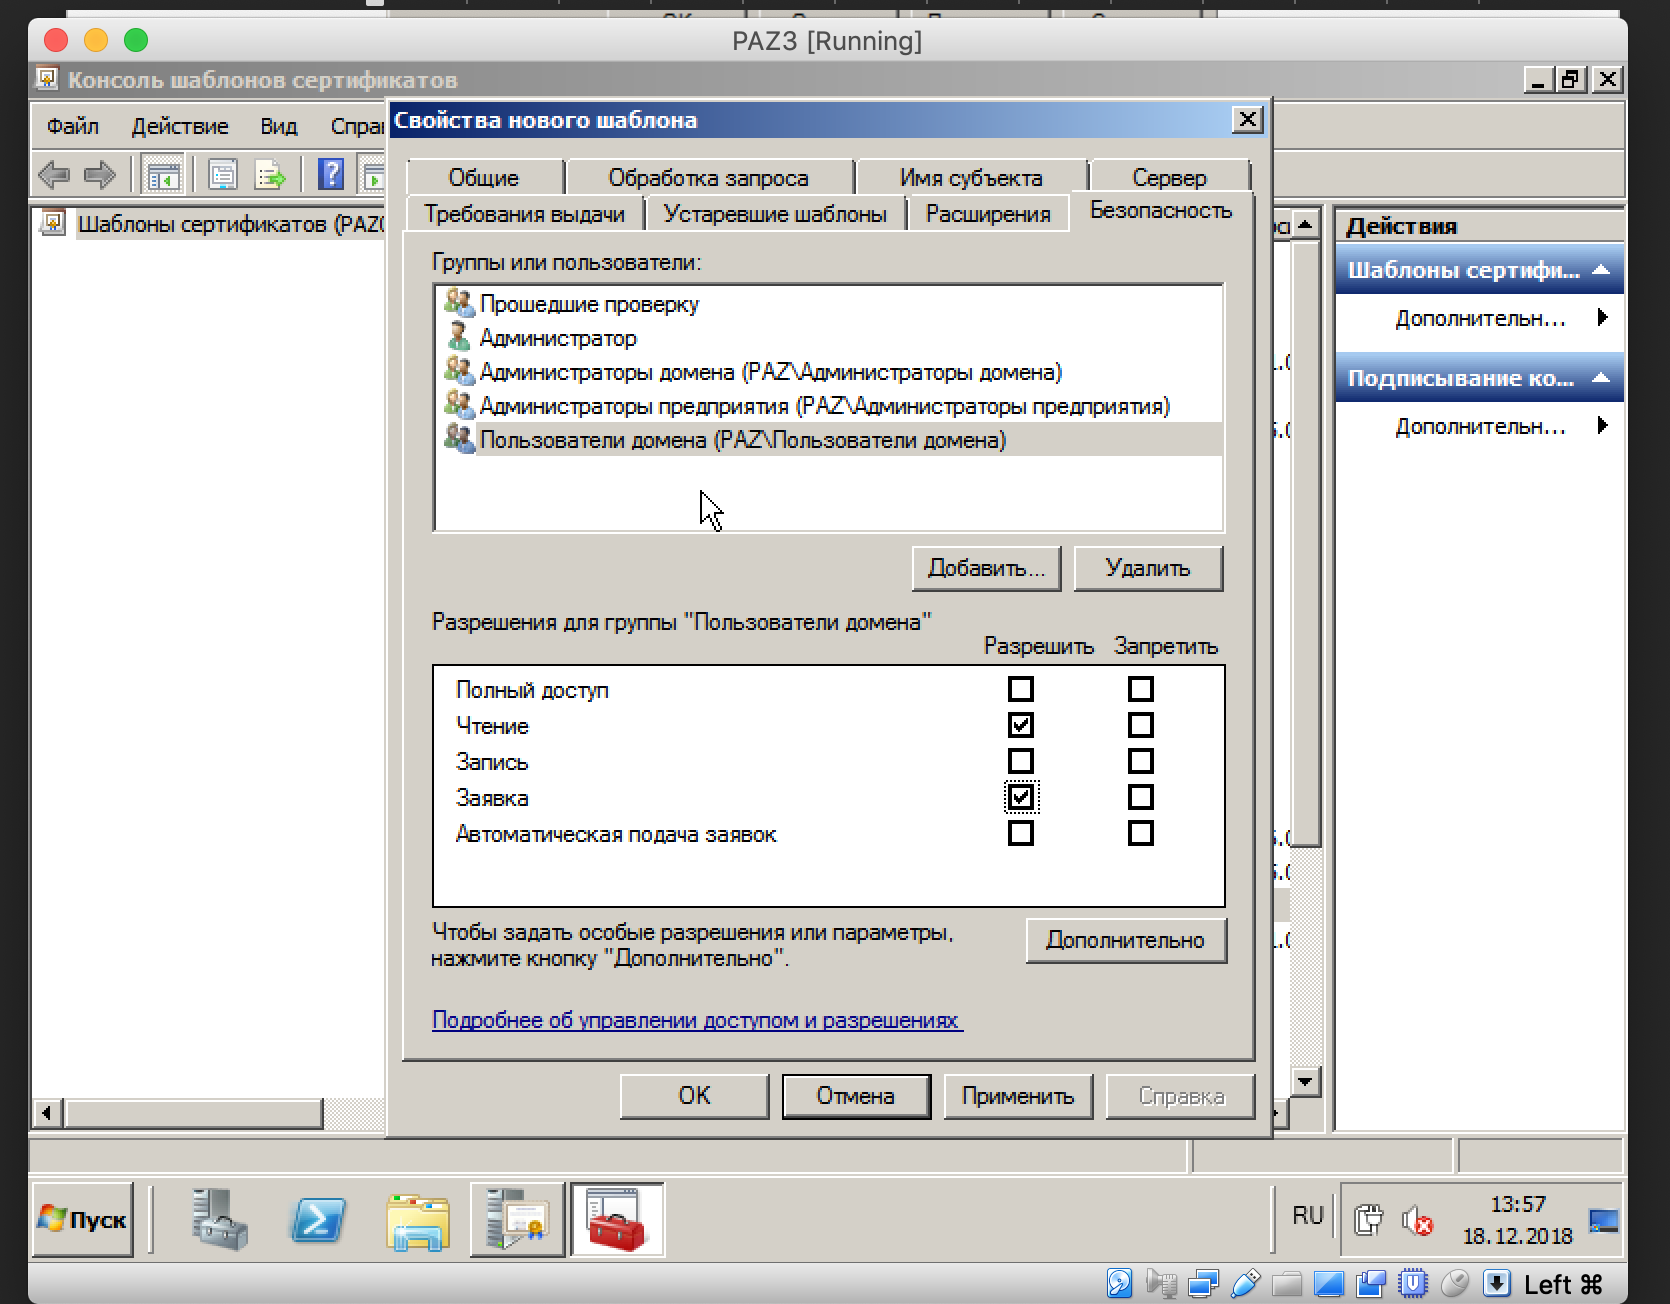 PAZ3 [Running]
Консоль шаблонов сертификатов
Файл Действие Вид Спра
Свойства нового шаблона
Общие Обработка запроса Имя субъекта Сервер
Требования выдачи Устаревшие шаблоны Расширения Безопасность
Шаблоны сертификатов (PAZ
Группы или пользователи:
Прошедшие проверку
Администратор
Администраторы домена (PAZ\Администраторы домена)
Администраторы предприятия (PAZ\Администраторы предприятия)
Пользователи домена (PAZ\Пользователи домена)
Добавить... Удалить
Разрешения для группы "Пользователи домена"
Разрешить Запретить
Полный доступ
Чтение
Запись
Заявка
Автоматическая подача заявок
Чтобы задать особые разрешения или параметры,
нажмите кнопку "Дополнительно".
Дополнительно
Подробнее об управлении доступом и разрешениях
OK Отмена Применить Справка
Действия
Шаблоны сертифи...
Дополнительн...
Подписывание ко...
Дополнительн...
Пуск
RU
13:57
18.12.2018
Left ⌘